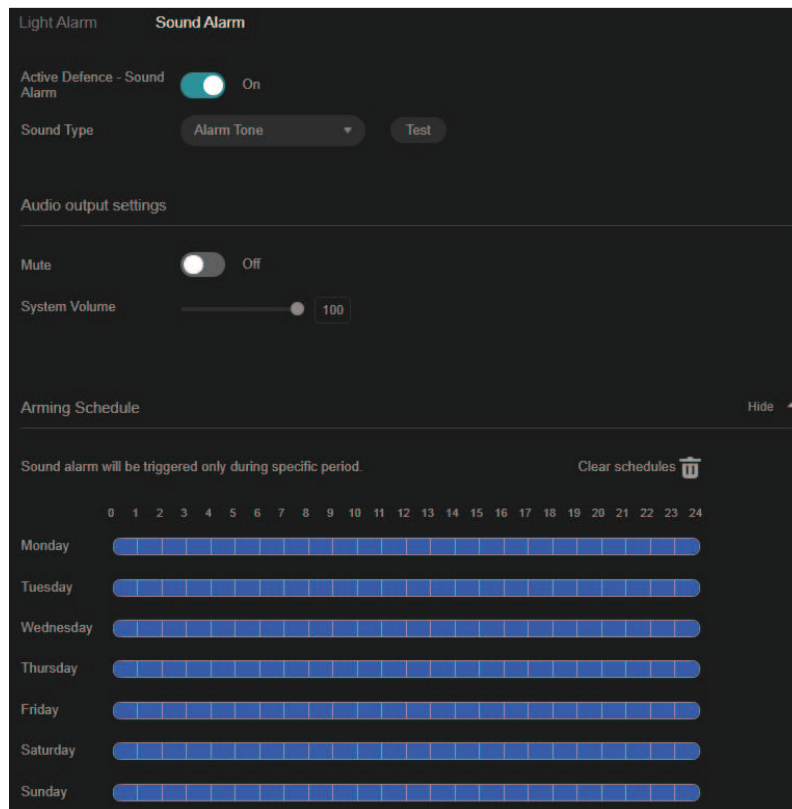 Light Alarm Sound Alarm
Active Defence - Sound
Alarm
On
Sound Type Alarm Tone Test
Audio output settings
Mute Off
System Volume 100
Arming Schedule Hide
Sound alarm will be triggered only during specific period. Clear schedules
0 1 2 3 4 5 6 7 8 9 10 11 12 13 14 15 16 17 18 19 20 21 22 23 24
Monday
Tuesday
Wednesday
Thursday
Friday
Saturday
Sunday